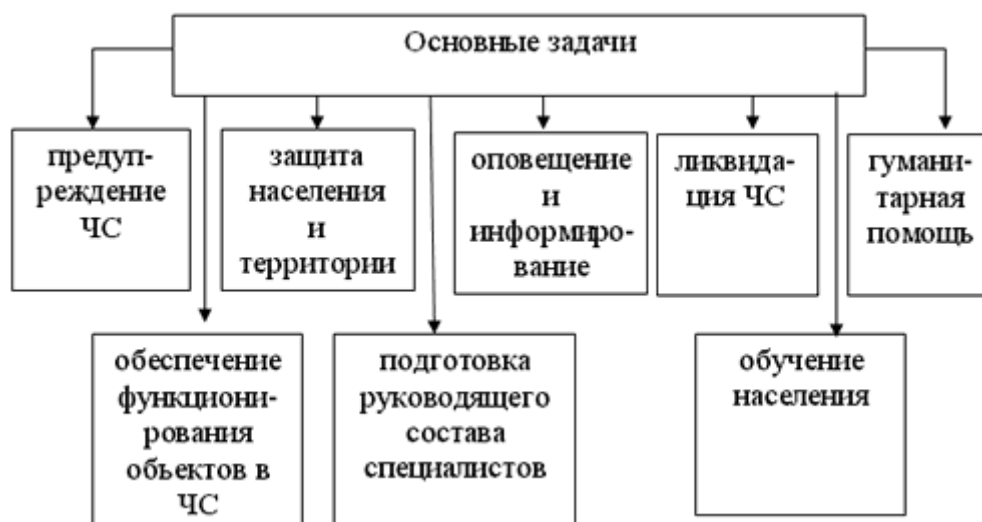 Основные задачи
предуп-
реждение
ЧС
защита
населения
и
территории
оповещение
и
информиро-
вание
ликвида-
ция ЧС
гумани-
тарная
помощь
обеспечение
функциони-
рования
объектов в
ЧС
подготовка
руководящего
состава
специалистов
обучение
населения